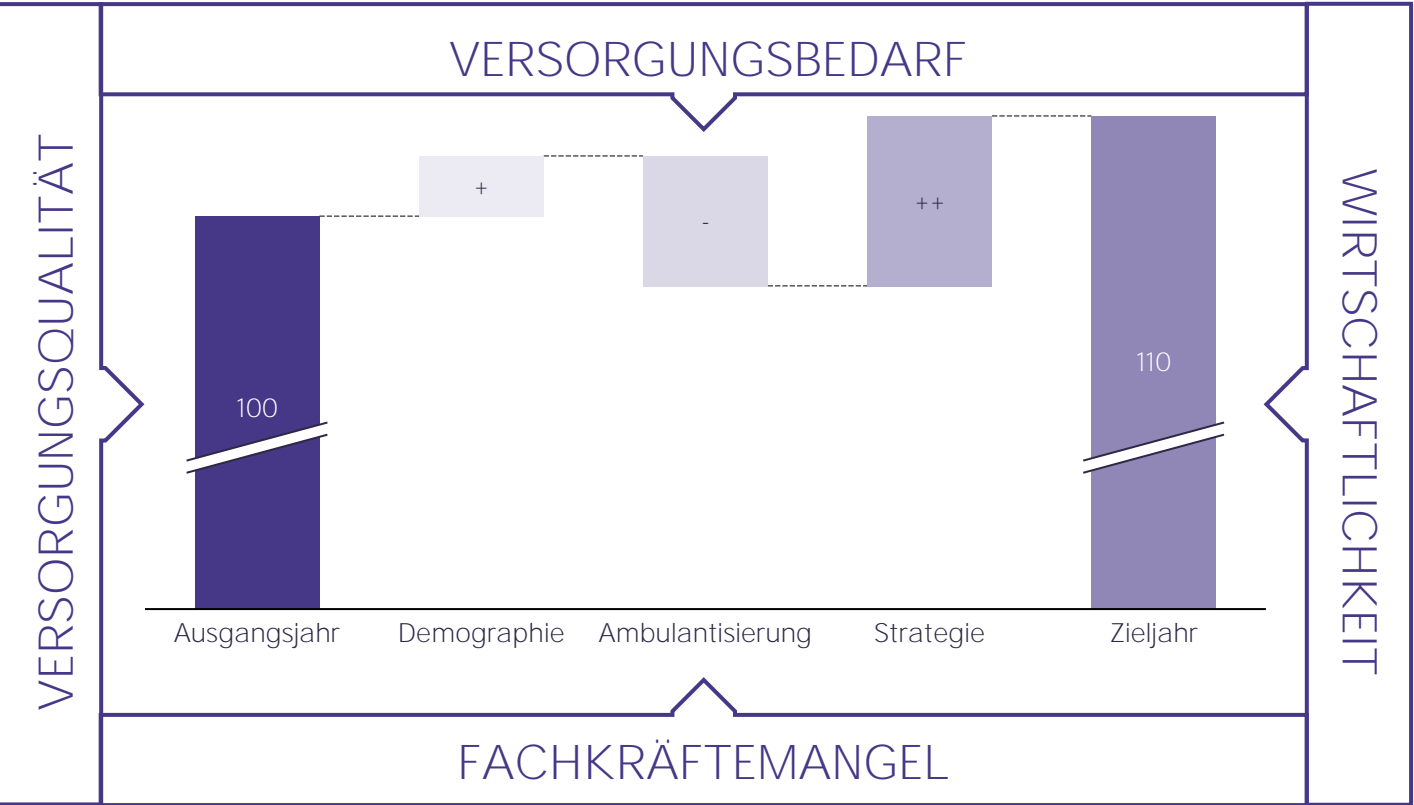 VERSORGUNGSBEDARF
VERSORGUNGSQUALITÄT
WIRTSCHAFTLICHKEIT
+
-
++
100
110
Ausgangsjahr
Demographie
Ambulantisierung
Strategie
Zieljahr
FACHKRÄFTEMANGEL